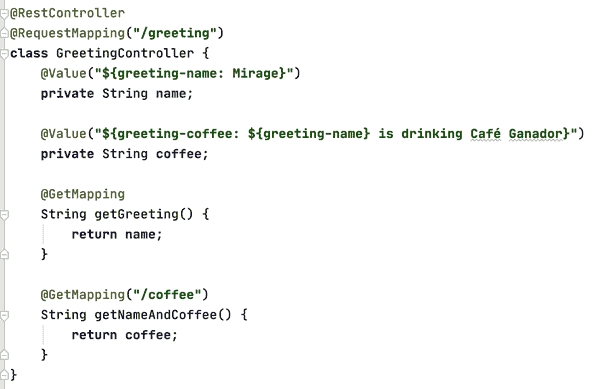 @RestController
@RequestMapping("/greeting")
class GreetingController {
    @Value("${greeting-name: Mirage}")
    private String name;

    @Value("${greeting-coffee: ${greeting-name} is drinking Café Ganador}")
    private String coffee;

    @GetMapping
    String getGreeting() {
        return name;
    }

    @GetMapping("/coffee")
    String getNameAndCoffee() {
        return coffee;
    }
}